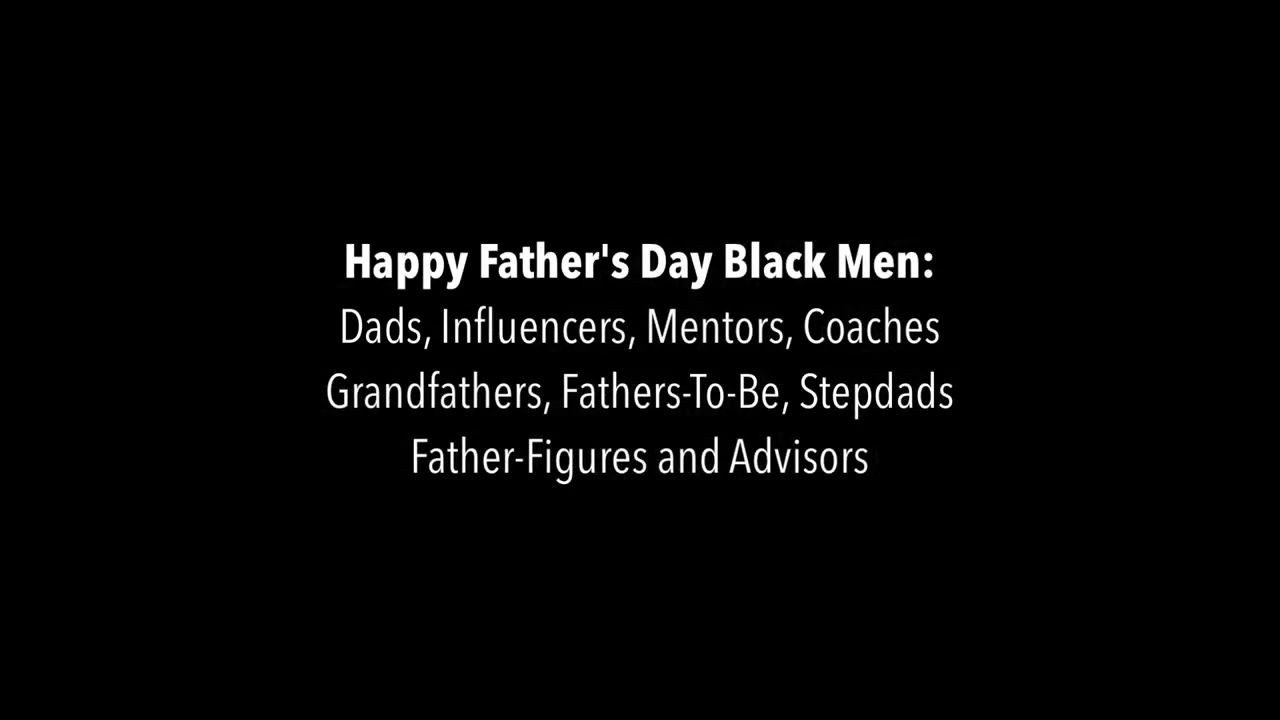 Happy Father's Day Black Men:
Dads, Influencers, Mentors, Coaches
Grandfathers, Fathers-To-Be, Stepdads
Father-Figures and Advisors